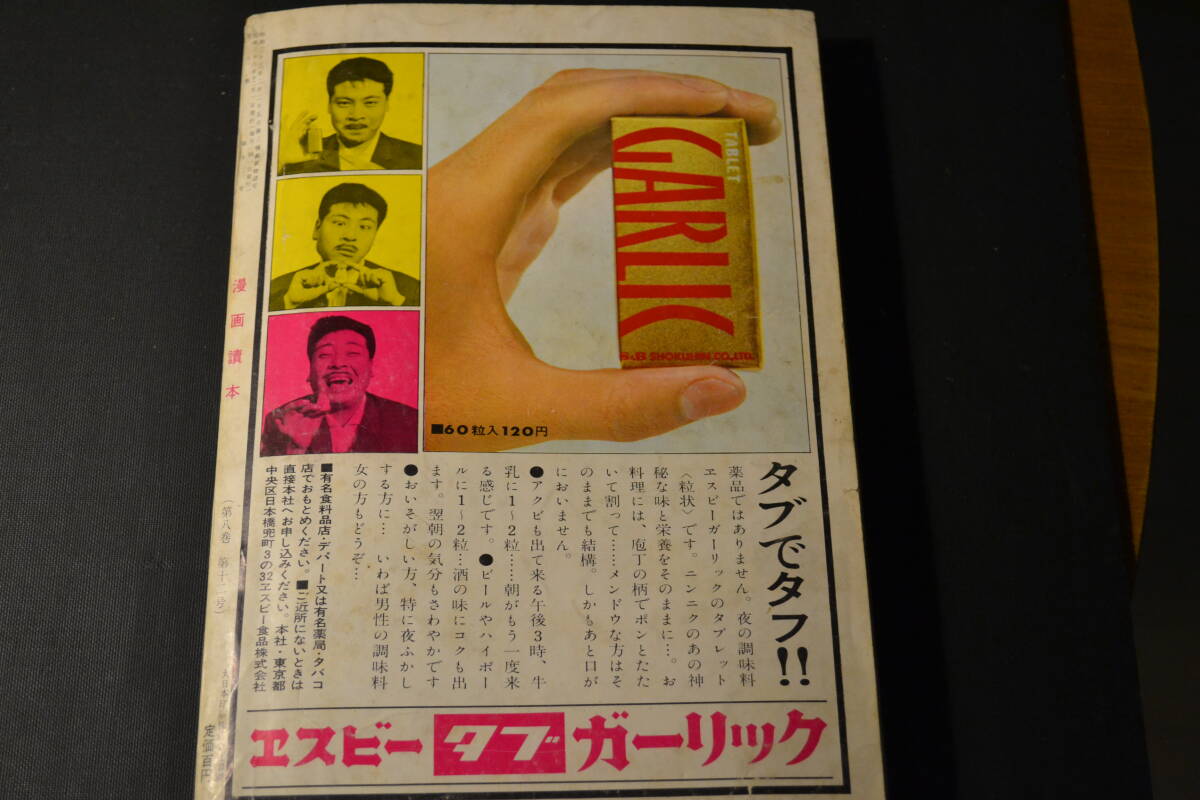 TABLET
GARLIC
S&B SHOKUHIN CO.,LTD.
■60粒入120円
タブでタフ!!
薬品ではありません。夜の調味料
ヱスビーガーリックのタブレット
〈粒状〉です。ニンニクのあの神
秘な味と栄養をそのままに…。お
料理には、庖丁の柄でポンとたた
いて割って……メンドウな方はそ
のままでも結構。しかもあと口が
においません。
●アクビも出て来る午後3時、牛
乳に1〜2粒……朝がもう一度来
る感じです。●ビールやハイボー
ルに1〜2粒…酒の味にコクも出
ます。翌朝の気分もさわやかです
●おいそがしい方、特に夜ふかし
する方に… いわば男性の調味料
女の方もどうぞ…
■有名食料品店・デパート又は有名薬局・タバコ
店でおもとめください。■ご近所にないときは
直接本社へお申し込みください。本社・東京都
中央区日本橋兜町3の32ヱスビー食品株式会社
ヱスビー タブ ガーリック
漫画讀本
(第八巻 第十二号)
定価百円